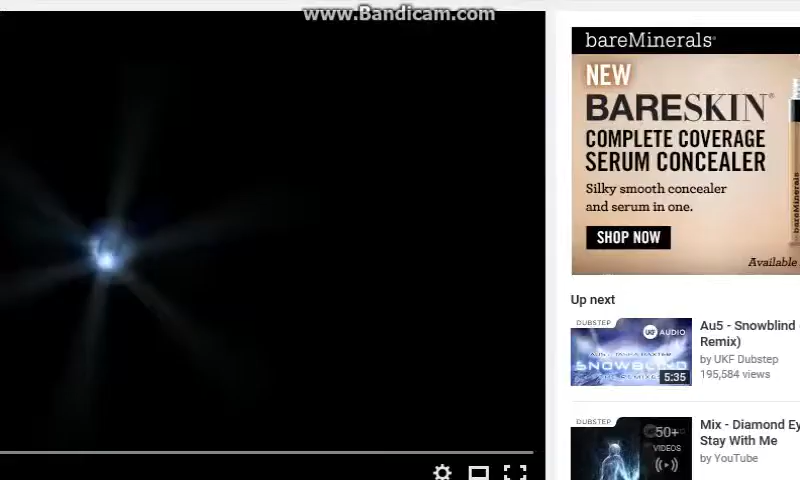 www.Bandicam.com
bareMinerals®
NEW
BARESKIN®
COMPLETE COVERAGE
SERUM CONCEALER
Silky smooth concealer
and serum in one.
SHOP NOW
Available
bareMinerals
Up next
DUBSTEP
UKF AUDIO
SNOWBLIND
5:35
Au5 - Snowblind
Remix)
by UKF Dubstep
195,584 views
DUBSTEP
50+
VIDEOS
Mix - Diamond Ey
Stay With Me
by YouTube